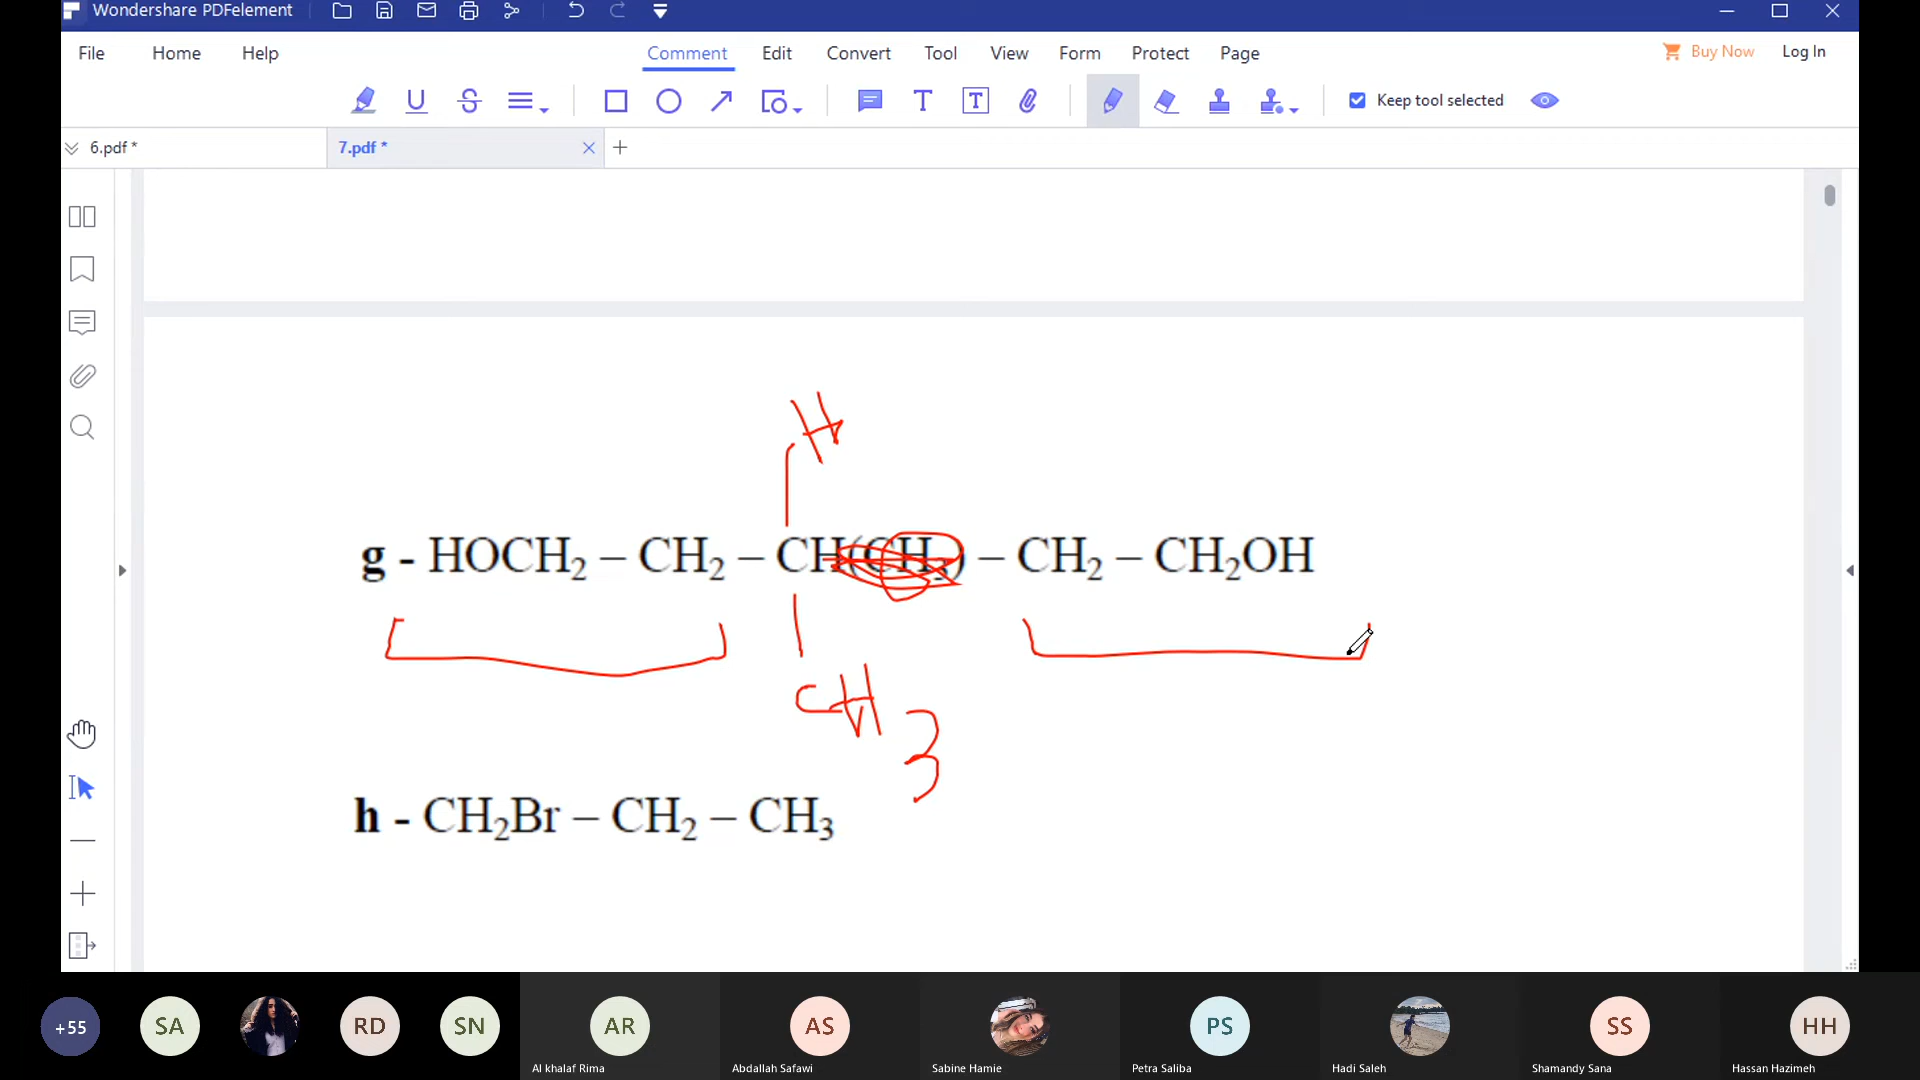 Wondershare PDFelement
File Home Help Comment Edit Convert Tool View Form Protect Page Buy Now Log In
Keep tool selected
6.pdf * 7.pdf *
H
g - HOCH₂ – CH₂ – CH(CH₃) – CH₂ – CH₂OH
CH₃
h - CH₂Br – CH₂ – CH₃
+55 SA RD SN AR AS PS SS HH
Al khalaf Rima Abdallah Safawi Sabine Hamie Petra Saliba Hadi Saleh Shamandy Sana Hassan Hazimeh